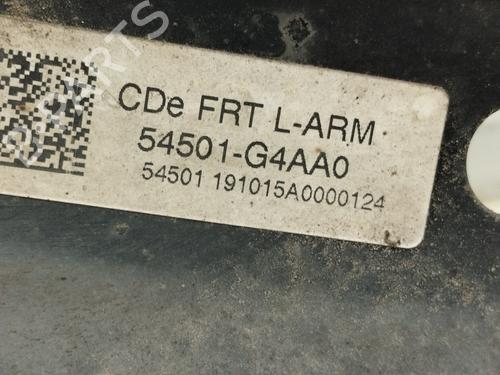 CDe FRT L-ARM
54501-G4AA0
54501 191015A0000124